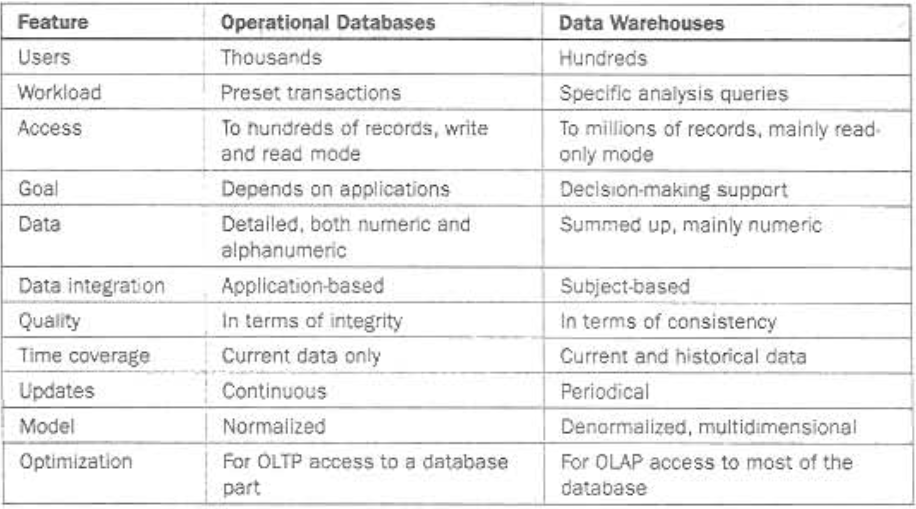 Feature Operational Databases Data Warehouses
Users Thousands Hundreds
Workload Preset transactions Specific analysis queries
Access To hundreds of records, write To millions of records, mainly read-
and read mode only mode
Goal Depends on applications Decision-making support
Data Detailed, both numeric and Summed up, mainly numeric
alphanumeric
Data integration Application-based Subject-based
Quality In terms of integrity In terms of consistency
Time coverage Current data only Current and historical data
Updates Continuous Periodical
Model Normalized Denormalized, multidimensional
Optimization For OLTP access to a database For OLAP access to most of the
part database